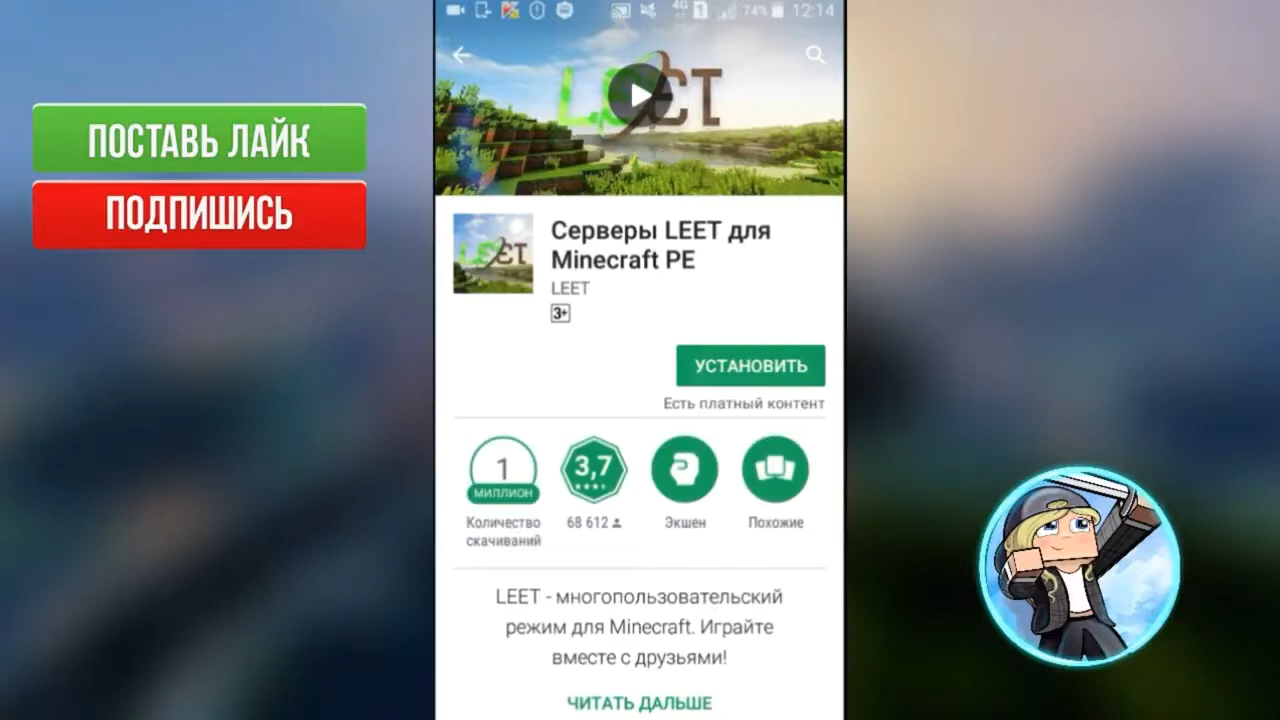 ПОСТАВЬ ЛАЙК
ПОДПИШИСЬ
4G
1
74%
12:14
LEET
LEET
Серверы LEET для
Minecraft PE
LEET
3+
УСТАНОВИТЬ
Есть платный контент
1
МИЛЛИОН
Количество
скачиваний
3,7
68 612
Экшен
Похожие
LEET - многопользовательский
режим для Minecraft. Играйте
вместе с друзьями!
ЧИТАТЬ ДАЛЬШЕ